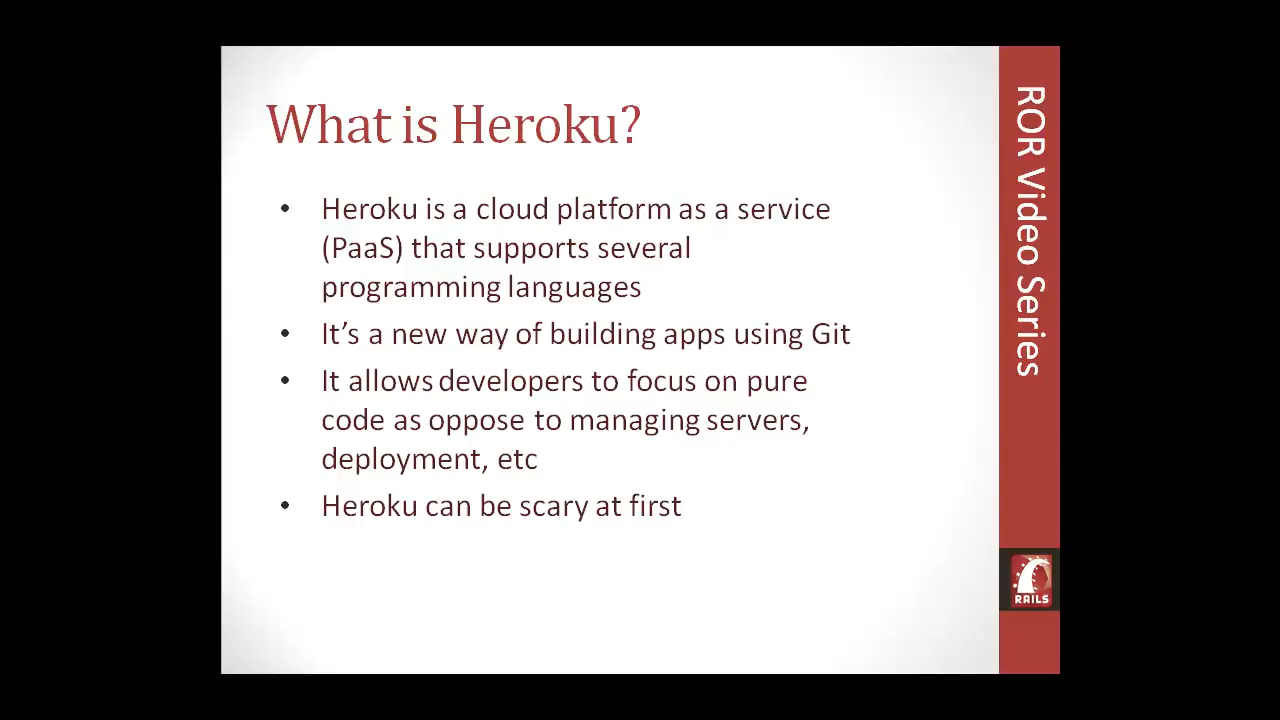 What is Heroku?
• Heroku is a cloud platform as a service
(PaaS) that supports several
programming languages
• It’s a new way of building apps using Git
• It allows developers to focus on pure
code as oppose to managing servers,
deployment, etc
• Heroku can be scary at first
ROR Video Series
RAILS